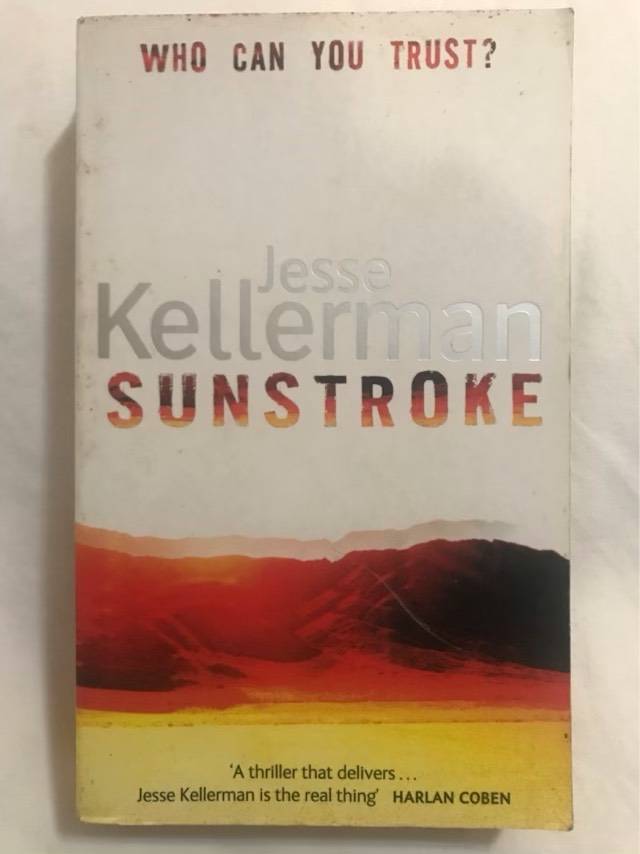 WHO CAN YOU TRUST?
Jesse
Kellerman
SUNSTROKE
'A thriller that delivers...
Jesse Kellerman is the real thing' HARLAN COBEN